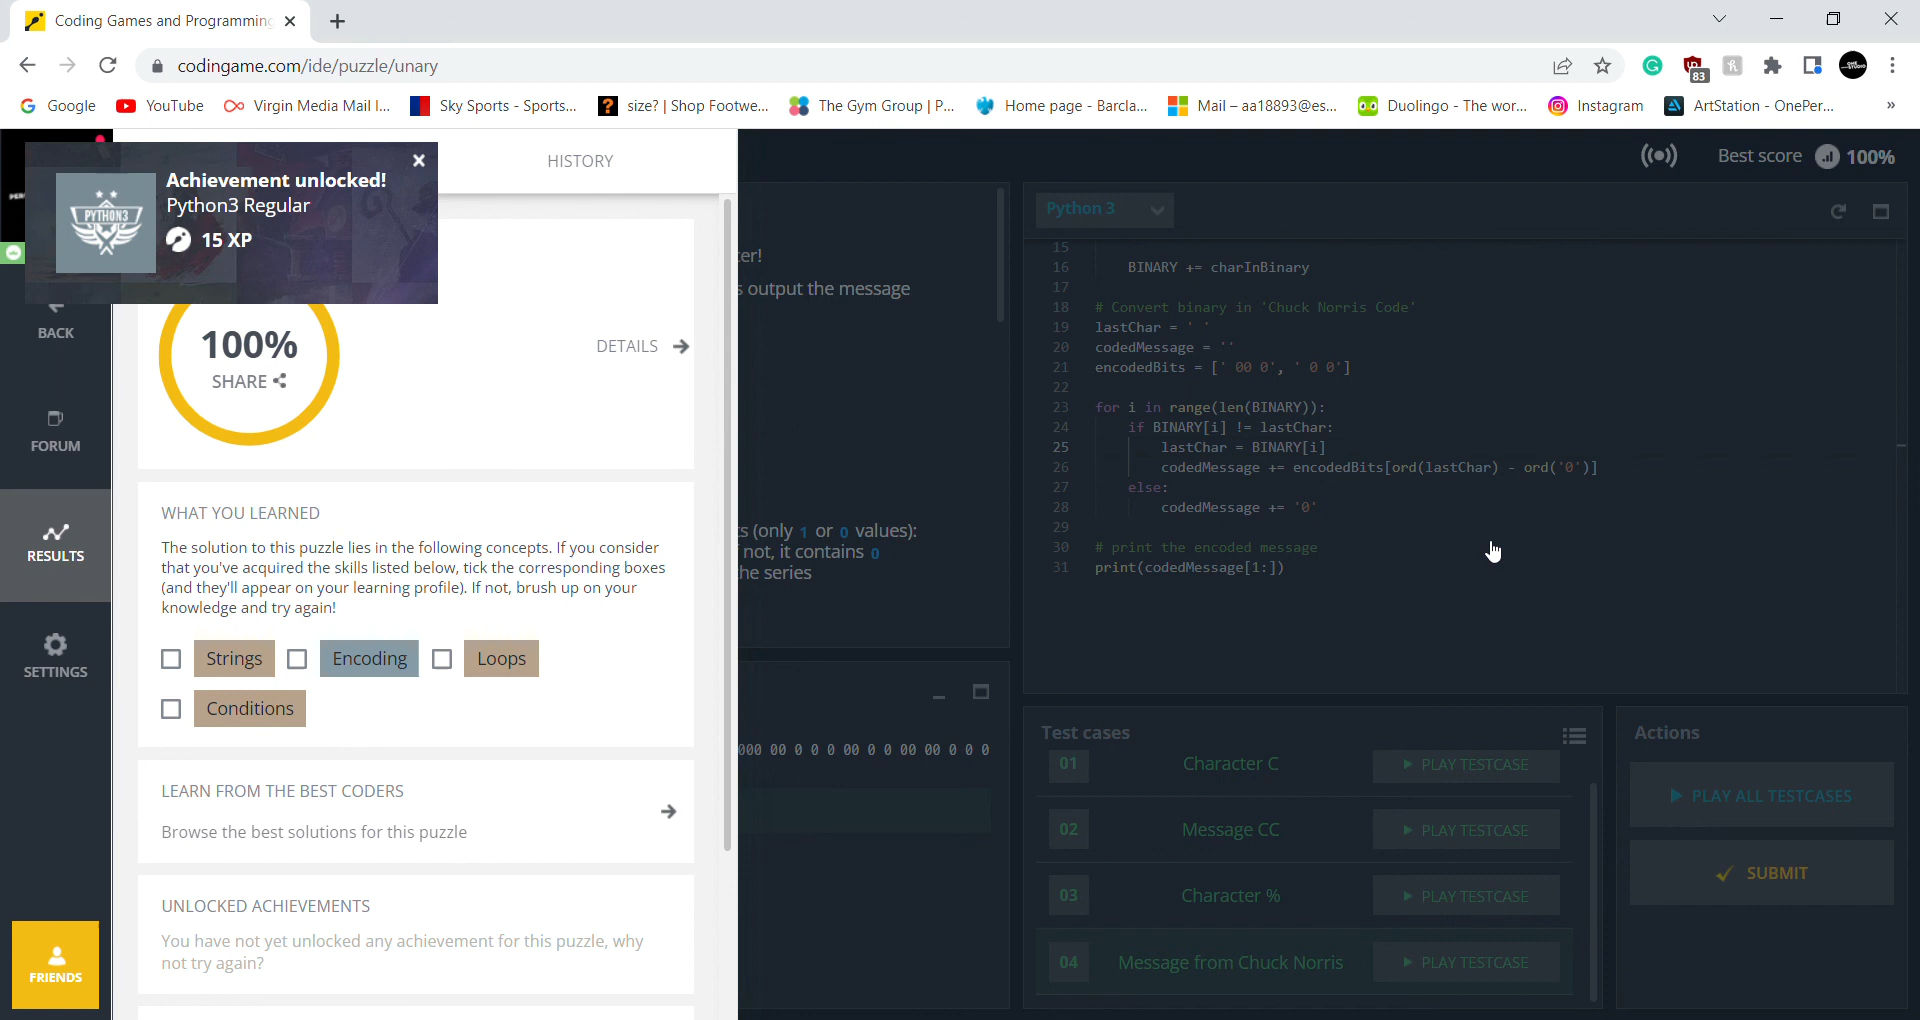 Coding Games and Programming
codingame.com/ide/puzzle/unary
83
Google
YouTube
Virgin Media Mail I...
Sky Sports - Sports...
size? | Shop Footwe...
The Gym Group | P...
Home page - Barcla...
Mail – aa18893@es...
Duolingo - The wor...
Instagram
ArtStation - OnePer...
»
HISTORY
Achievement unlocked!
PYTHON3
Python3 Regular
15 XP
BACK
FORUM
RESULTS
SETTINGS
FRIENDS
100%
SHARE
DETAILS
WHAT YOU LEARNED
The solution to this puzzle lies in the following concepts. If you consider
that you've acquired the skills listed below, tick the corresponding boxes
(and they'll appear on your learning profile). If not, brush up on your
knowledge and try again!
Strings
Encoding
Loops
Conditions
LEARN FROM THE BEST CODERS
Browse the best solutions for this puzzle
UNLOCKED ACHIEVEMENTS
You have not yet unlocked any achievement for this puzzle, why
not try again?
er!
s output the message
s (only 1 or 0 values):
not, it contains 0
he series
000 00 0 0 0 00 0 0 00 00 0 0 0
Best score 100%
Python 3
15
16 BINARY += charInBinary
17
18 # Convert binary in 'Chuck Norris Code'
19 lastChar = ' '
20 codedMessage = ''
21 encodedBits = [' 00 0', ' 0 0']
22
23 for i in range(len(BINARY)):
24 if BINARY[i] != lastChar:
25 lastChar = BINARY[i]
26 codedMessage += encodedBits[ord(lastChar) - ord('0')]
27 else:
28 codedMessage += '0'
29
30 # print the encoded message
31 print(codedMessage[1:])
Test cases
01 Character C PLAY TESTCASE
02 Message CC PLAY TESTCASE
03 Character % PLAY TESTCASE
04 Message from Chuck Norris PLAY TESTCASE
Actions
PLAY ALL TESTCASES
SUBMIT